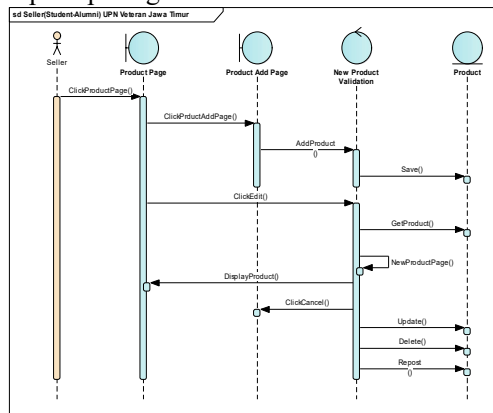 sd Seller(Student-Alumni) UPN Veteran Jawa Timur
Seller
Product Page
Product Add Page
New Product
Validation
Product
ClickProductPage()
ClickPrductAddPage()
AddProduct
()
Save()
ClickEdit()
GetProduct()
NewProductPage()
DisplayProduct()
ClickCancel()
Update()
Delete()
Repost
()